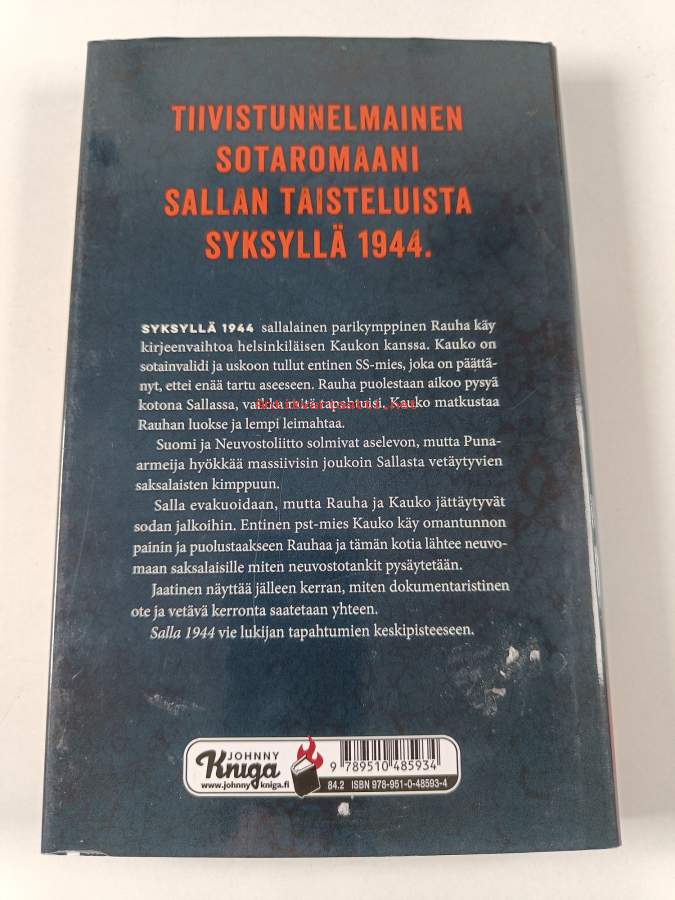 TIIVISTUNNELMAINEN
SOTAROMAANI
SALLAN TAISTELUISTA
SYKSYLLÄ 1944.
SYKSYLLÄ 1944 sallalainen parikymppinen Rauha käy
kirjeenvaihtoa helsinkiläisen Kaukon kanssa. Kauko on
sotainvalidi ja uskoon tullut entinen SS-mies, joka on päättä-
nyt, ettei enää tartu aseeseen. Rauha puolestaan aikoo pysyä
kotona Sallassa, vaikka mitä tapahtuisi. Kauko matkustaa
Rauhan luokse ja lempi leimahtaa.
Suomi ja Neuvostoliitto solmivat aselevon, mutta Puna-
armeija hyökkää massiivisin joukoin Sallasta vetäytyvien
saksalaisten kimppuun.
Salla evakuoidaan, mutta Rauha ja Kauko jättäytyvät
sodan jalkoihin. Entinen pst-mies Kauko käy omantunnon
painin ja puolustaakseen Rauhaa ja tämän kotia lähtee neuvo-
maan saksalaisille miten neuvostotankit pysäytetään.
Jaatinen näyttää jälleen kerran, miten dokumentaristinen
ote ja vetävä kerronta saatetaan yhteen.
Salla 1944 vie lukijan tapahtumien keskipisteeseen.
JOHNNY
Kniga
www.johnnykniga.fi
9 789510 485934
84.2 ISBN 978-951-0-48593-4